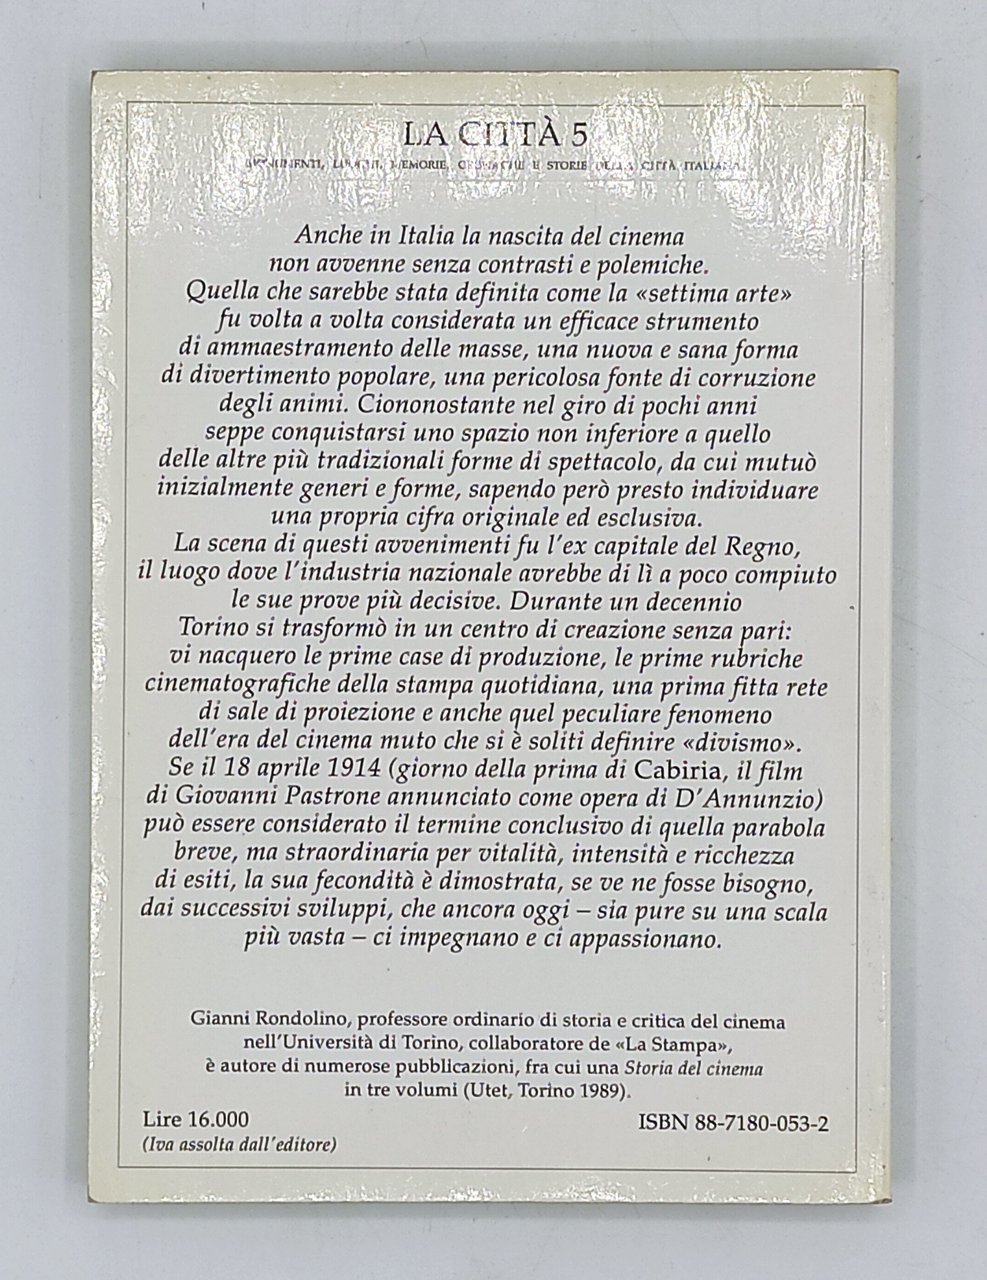 LA CITTÀ 5
MEMORIE, E STORIE DELLA CITTÀ ITALIANA
Anche in Italia la nascita del cinema
non avvenne senza contrasti e polemiche.
Quella che sarebbe stata definita come la «settima arte»
fu volta a volta considerata un efficace strumento
di ammaestramento delle masse, una nuova e sana forma
di divertimento popolare, una pericolosa fonte di corruzione
degli animi. Ciononostante nel giro di pochi anni
seppe conquistarsi uno spazio non inferiore a quello
delle altre più tradizionali forme di spettacolo, da cui mutuò
inizialmente generi e forme, sapendo però presto individuare
una propria cifra originale ed esclusiva.
La scena di questi avvenimenti fu l'ex capitale del Regno,
il luogo dove l'industria nazionale avrebbe di lì a poco compiuto
le sue prove più decisive. Durante un decennio
Torino si trasformò in un centro di creazione senza pari:
vi nacquero le prime case di produzione, le prime rubriche
cinematografiche della stampa quotidiana, una prima fitta rete
di sale di proiezione e anche quel peculiare fenomeno
dell'era del cinema muto che si è soliti definire «divismo».
Se il 18 aprile 1914 (giorno della prima di Cabiria, il film
di Giovanni Pastrone annunciato come opera di D'Annunzio)
può essere considerato il termine conclusivo di quella parabola
breve, ma straordinaria per vitalità, intensità e ricchezza
di esiti, la sua fecondità è dimostrata, se ve ne fosse bisogno,
dai successivi sviluppi, che ancora oggi – sia pure su una scala
più vasta – ci impegnano e ci appassionano.
Gianni Rondolino, professore ordinario di storia e critica del cinema
nell'Università di Torino, collaboratore de «La Stampa»,
è autore di numerose pubblicazioni, fra cui una Storia del cinema
in tre volumi (Utet, Torino 1989).
Lire 16.000
(Iva assolta dall'editore)
ISBN 88-7180-053-2